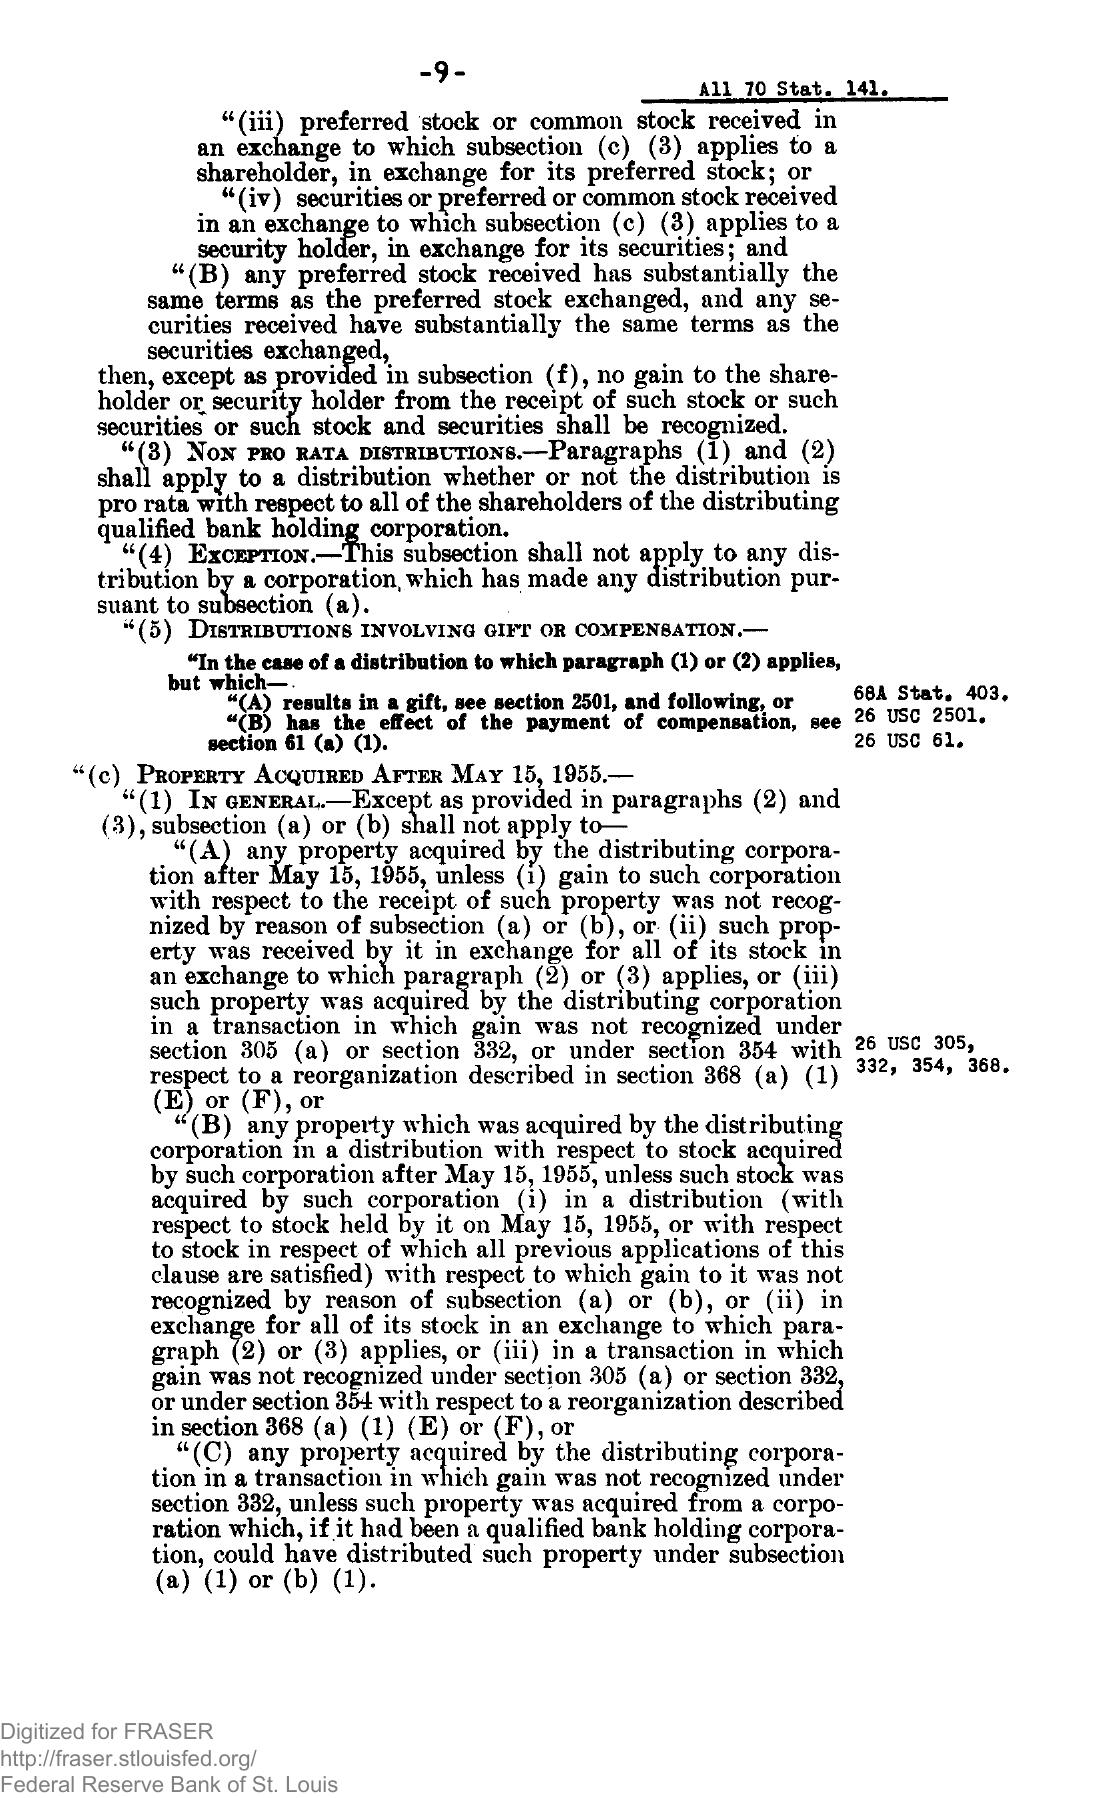 -9-
All 70 Stat. 141.
“(iii) preferred stock or common stock received in
an exchange to which subsection (c) (3) applies to a
shareholder, in exchange for its preferred stock; or
“(iv) securities or preferred or common stock received
in an exchange to which subsection (c) (3) applies to a
security holder, in exchange for its securities; and
“(B) any preferred stock received has substantially the
same terms as the preferred stock exchanged, and any se-
curities received have substantially the same terms as the
securities exchanged,
then, except as provided in subsection (f), no gain to the share-
holder or security holder from the receipt of such stock or such
securities or such stock and securities shall be recognized.
“(3) NON PRO RATA DISTRIBUTIONS.—Paragraphs (1) and (2)
shall apply to a distribution whether or not the distribution is
pro rata with respect to all of the shareholders of the distributing
qualified bank holding corporation.
“(4) EXCEPTION.—This subsection shall not apply to any dis-
tribution by a corporation which has made any distribution pur-
suant to subsection (a).
“(5) DISTRIBUTIONS INVOLVING GIFT OR COMPENSATION.—
“In the case of a distribution to which paragraph (1) or (2) applies,
but which—
“(A) results in a gift, see section 2501, and following, or
“(B) has the effect of the payment of compensation, see
section 61 (a) (1).
68A Stat. 403.
26 USC 2501.
26 USC 61.
“(c) PROPERTY ACQUIRED AFTER MAY 15, 1955.—
“(1) IN GENERAL.—Except as provided in paragraphs (2) and
(3), subsection (a) or (b) shall not apply to—
“(A) any property acquired by the distributing corpora-
tion after May 15, 1955, unless (i) gain to such corporation
with respect to the receipt of such property was not recog-
nized by reason of subsection (a) or (b), or (ii) such prop-
erty was received by it in exchange for all of its stock in
an exchange to which paragraph (2) or (3) applies, or (iii)
such property was acquired by the distributing corporation
in a transaction in which gain was not recognized under
section 305 (a) or section 332, or under section 354 with
respect to a reorganization described in section 368 (a) (1)
(E) or (F), or
26 USC 305,
332, 354, 368.
“(B) any property which was acquired by the distributing
corporation in a distribution with respect to stock acquired
by such corporation after May 15, 1955, unless such stock was
acquired by such corporation (i) in a distribution (with
respect to stock held by it on May 15, 1955, or with respect
to stock in respect of which all previous applications of this
clause are satisfied) with respect to which gain to it was not
recognized by reason of subsection (a) or (b), or (ii) in
exchange for all of its stock in an exchange to which para-
graph (2) or (3) applies, or (iii) in a transaction in which
gain was not recognized under section 305 (a) or section 332,
or under section 354 with respect to a reorganization described
in section 368 (a) (1) (E) or (F), or
“(C) any property acquired by the distributing corpora-
tion in a transaction in which gain was not recognized under
section 332, unless such property was acquired from a corpo-
ration which, if it had been a qualified bank holding corpora-
tion, could have distributed such property under subsection
(a) (1) or (b) (1).
Digitized for FRASER
http://fraser.stlouisfed.org/
Federal Reserve Bank of St. Louis